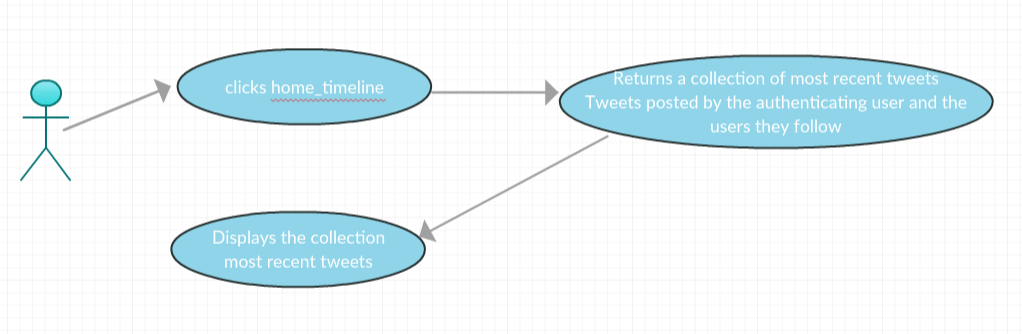 clicks home_timeline
Returns a collection of most recent tweets
Tweets posted by the authenticating user and the
users they follow
Displays the collection
most recent tweets